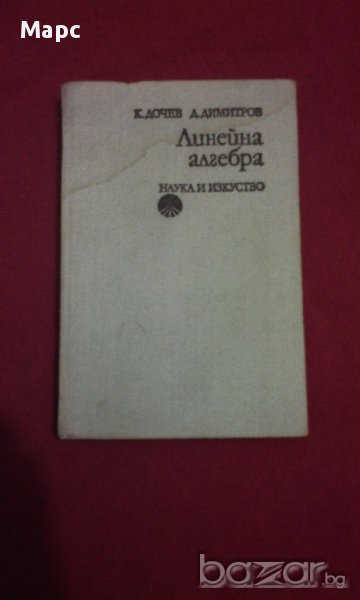 Марс
К. ДОЧЕВ Д. ДИМИТРОВ
Линейна
алгебра
НАУКА И ИЗКУСТВО
bazar.bg